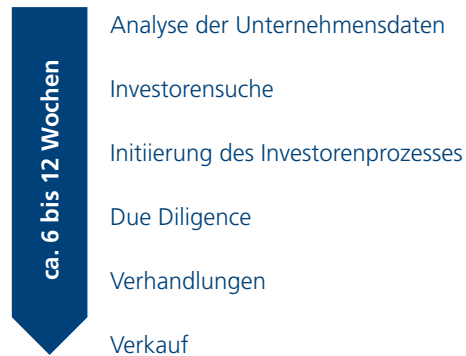 ca. 6 bis 12 Wochen
Analyse der Unternehmensdaten
Investorensuche
Initiierung des Investorenprozesses
Due Diligence
Verhandlungen
Verkauf